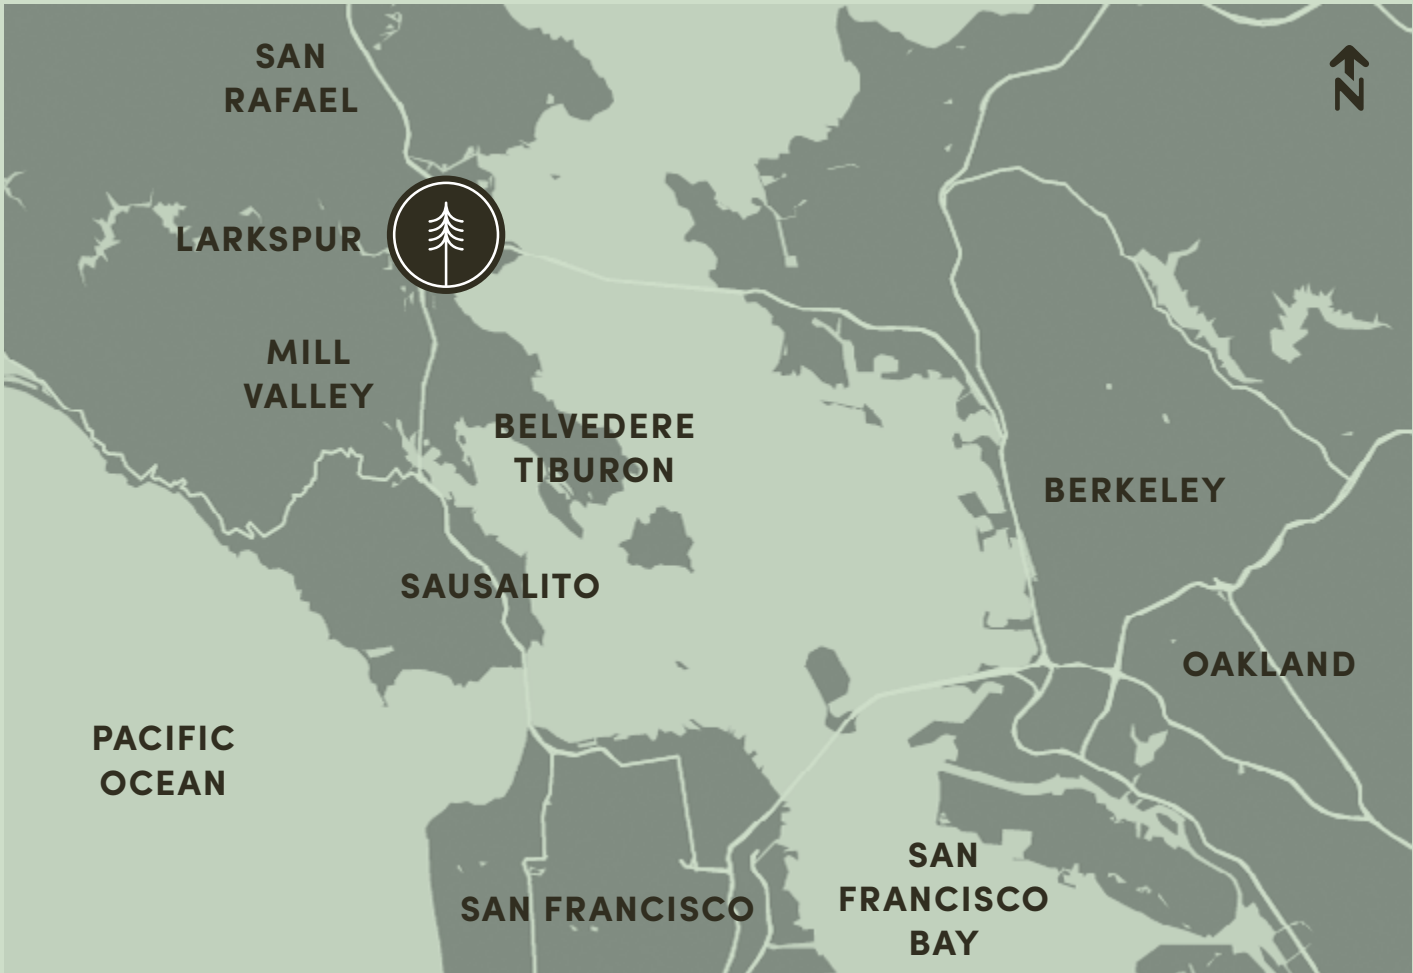 SAN
RAFAEL
N
LARKSPUR
MILL
VALLEY
BELVEDERE
TIBURON
BERKELEY
SAUSALITO
OAKLAND
PACIFIC
OCEAN
SAN
FRANCISCO
BAY
SAN FRANCISCO